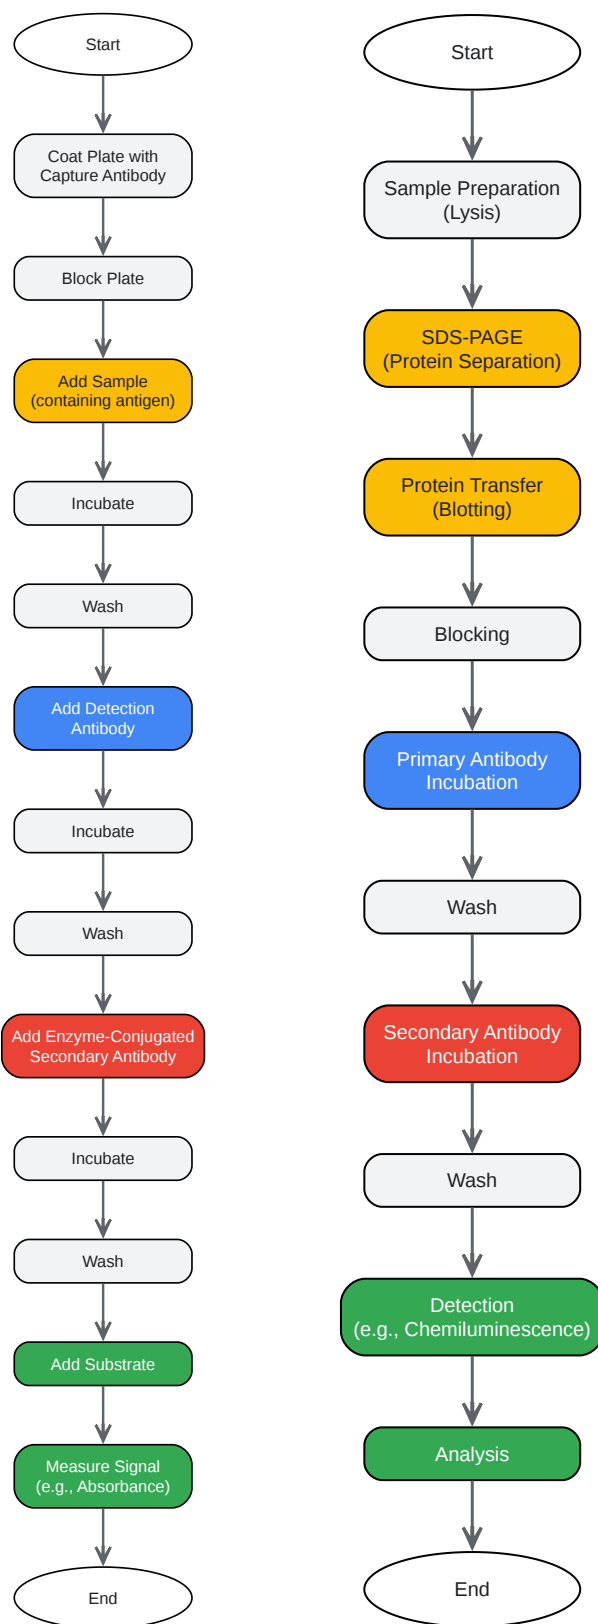 Start
Coat Plate with
Capture Antibody
Block Plate
Add Sample
(containing antigen)
Incubate
Wash
Add Detection
Antibody
Incubate
Wash
Add Enzyme-Conjugated
Secondary Antibody
Incubate
Wash
Add Substrate
Measure Signal
(e.g., Absorbance)
End
Start
Sample Preparation
(Lysis)
SDS-PAGE
(Protein Separation)
Protein Transfer
(Blotting)
Blocking
Primary Antibody
Incubation
Wash
Secondary Antibody
Incubation
Wash
Detection
(e.g., Chemiluminescence)
Analysis
End